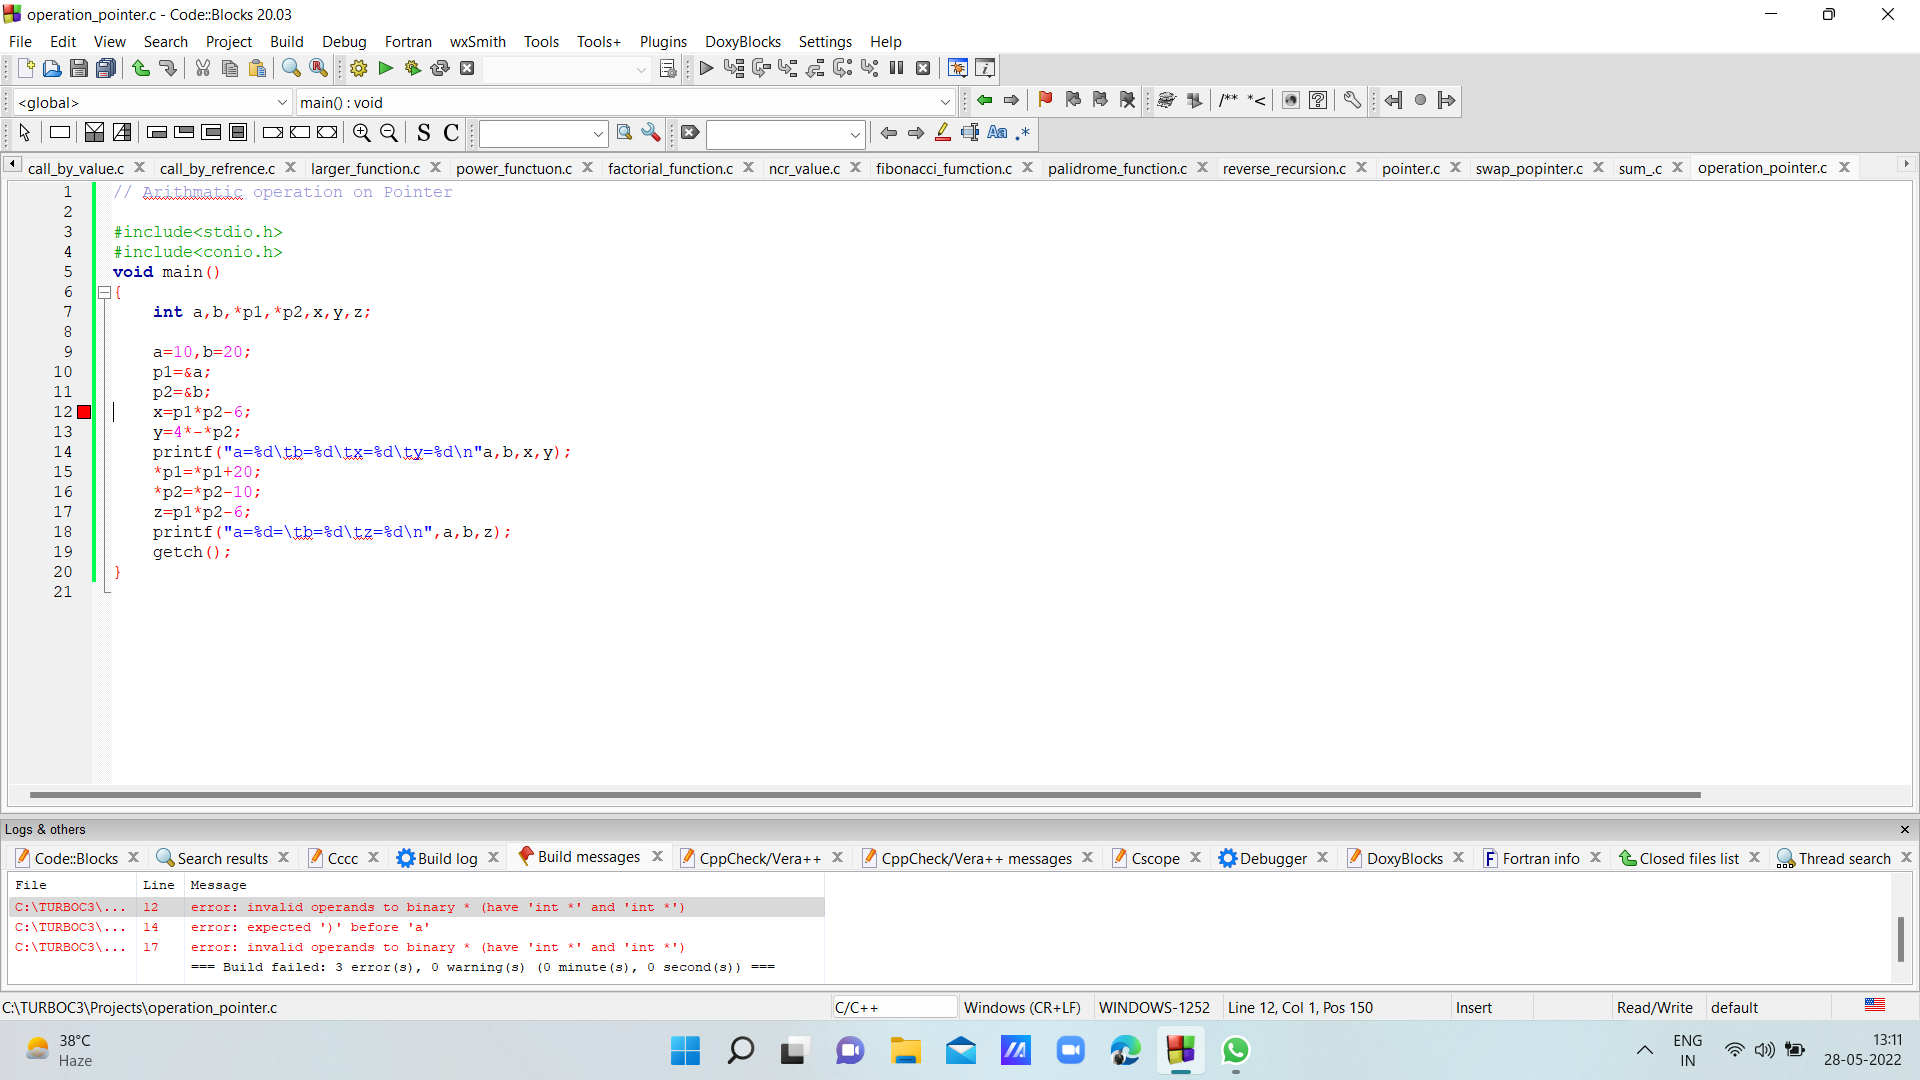 operation_pointer.c - Code::Blocks 20.03
File Edit View Search Project Build Debug Fortran wxSmith Tools Tools+ Plugins DoxyBlocks Settings Help
<global> main() : void /** *<
S C Aa .*
call_by_value.c call_by_refrence.c larger_function.c power_functuon.c factorial_function.c ncr_value.c fibonacci_fumction.c palidrome_function.c reverse_recursion.c pointer.c swap_popinter.c sum_.c operation_pointer.c
1 // Arithmatic operation on Pointer
2
3 #include<stdio.h>
4 #include<conio.h>
5 void main()
6 {
7 int a,b,*p1,*p2,x,y,z;
8
9 a=10,b=20;
10 p1=&a;
11 p2=&b;
12 x=p1*p2-6;
13 y=4*-*p2;
14 printf("a=%d\tb=%d\tx=%d\ty=%d\n"a,b,x,y);
15 *p1=*p1+20;
16 *p2=*p2-10;
17 z=p1*p2-6;
18 printf("a=%d=\tb=%d\tz=%d\n",a,b,z);
19 getch();
20 }
21
Logs & others
Code::Blocks Search results Cccc Build log Build messages CppCheck/Vera++ CppCheck/Vera++ messages Cscope Debugger DoxyBlocks Fortran info Closed files list Thread search
File Line Message
C:\TURBOC3\... 12 error: invalid operands to binary * (have 'int *' and 'int *')
C:\TURBOC3\... 14 error: expected ')' before 'a'
C:\TURBOC3\... 17 error: invalid operands to binary * (have 'int *' and 'int *')
=== Build failed: 3 error(s), 0 warning(s) (0 minute(s), 0 second(s)) ===
C:\TURBOC3\Projects\operation_pointer.c C/C++ Windows (CR+LF) WINDOWS-1252 Line 12, Col 1, Pos 150 Insert Read/Write default
38°C
Haze
ENG
IN
13:11
28-05-2022